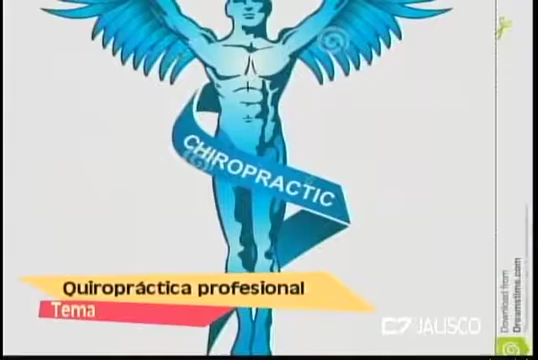 CHIROPRACTIC
Quiropráctica profesional
Tema
C7 JALISCO
Download from
Dreamstime.com